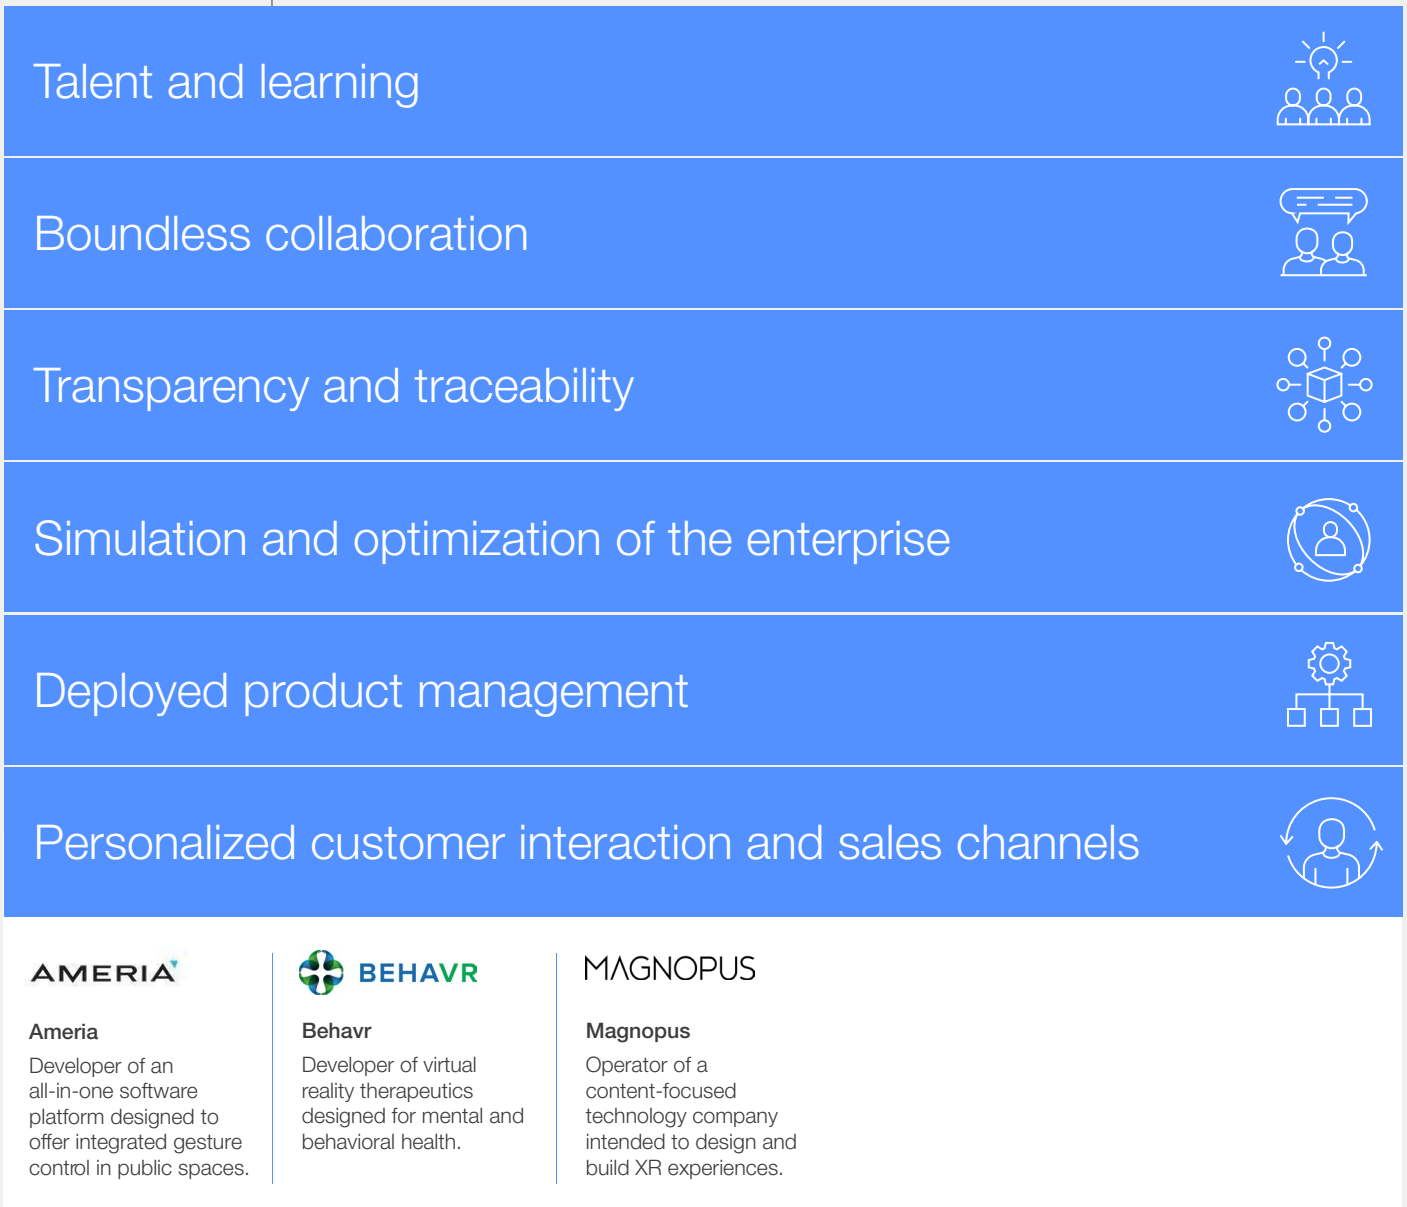 Talent and learning
Boundless collaboration
Transparency and traceability
Simulation and optimization of the enterprise
Deployed product management
Personalized customer interaction and sales channels
AMERIA
Ameria
Developer of an
all-in-one software
platform designed to
offer integrated gesture
control in public spaces.
BEHAVR
Behavr
Developer of virtual
reality therapeutics
designed for mental and
behavioral health.
MAGNOPUS
Magnopus
Operator of a
content-focused
technology company
intended to design and
build XR experiences.